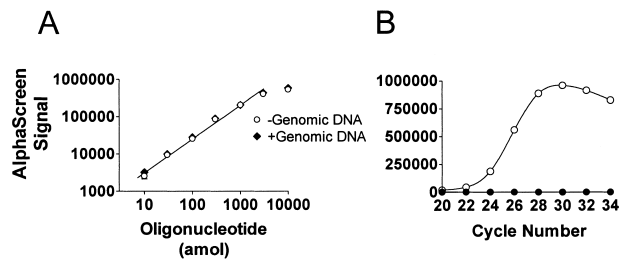 A
B
AlphaScreen
Signal
1000000
100000
10000
1000
-Genomic DNA
+Genomic DNA
10 100 1000 10000
Oligonucleotide
(amol)
1000000
750000
500000
250000
0
20 22 24 26 28 30 32 34
Cycle Number